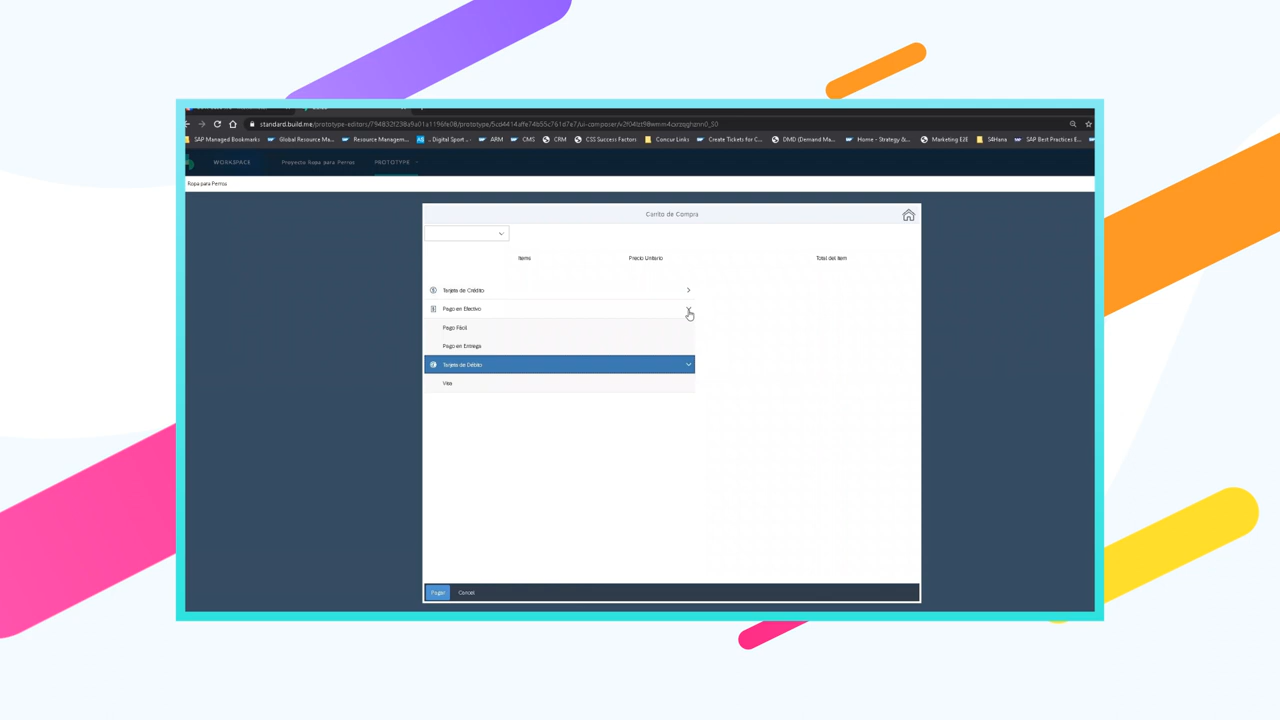 standard.build.me/prototype-editors/
SAP Managed Bookmarks Global Resource Ma... Resource Managem... , Digital Sport ... ARM CMS CRM CSS Success Factors Concur Links Create Tickets for C... DMD (Demand Ma... Home - Strategy &... Marketing E2E S4Hana SAP Best Practices E...
WORKSPACE Proyecto Ropa para Perros PROTOTYPE
Ropa para Perros
Carrito de Compra
Items Precio Unitario Total del Item
Tarjeta de Crédito
Pago en Efectivo
Pago Fácil
Pago en Entrega
Tarjeta de Débito
Visa
Pagar Cancel